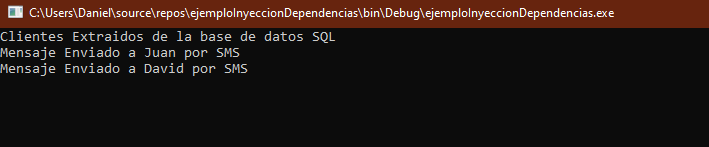 C:\Users\Daniel\source\repos\ejemploInyeccionDependencias\bin\Debug\ejemploInyeccionDependencias.exe
Clientes Extraidos de la base de datos SQL
Mensaje Enviado a Juan por SMS
Mensaje Enviado a David por SMS